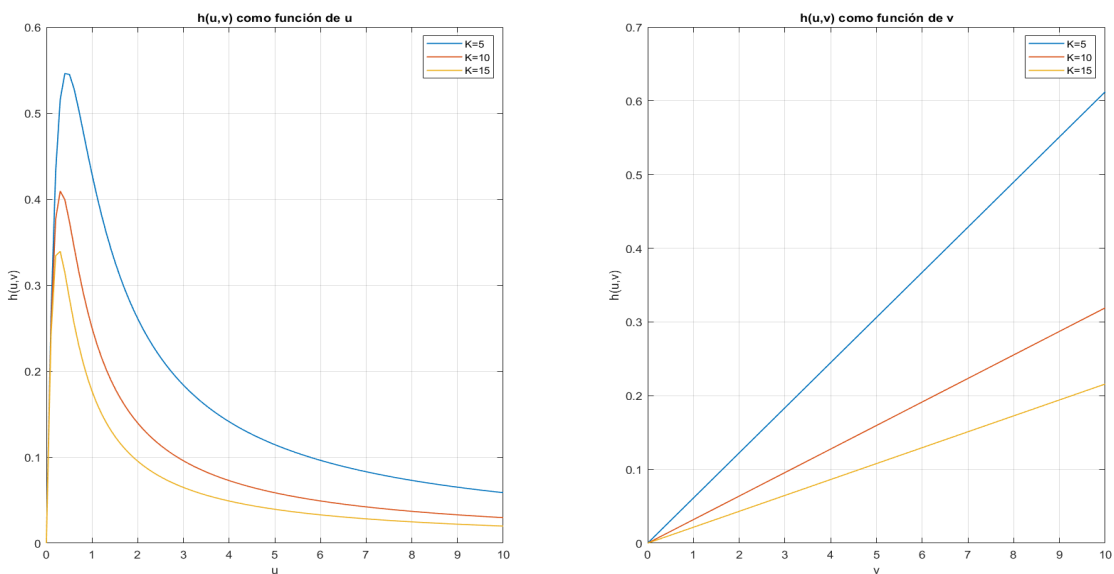 h(u,v) como función de u
0.6
0.5
0.4
0.3
0.2
0.1
0
h(u,v)
0 1 2 3 4 5 6 7 8 9 10
u
K=5
K=10
K=15
h(u,v) como función de v
0.7
0.6
0.5
0.4
0.3
0.2
0.1
0
h(u,v)
0 1 2 3 4 5 6 7 8 9 10
v
K=5
K=10
K=15